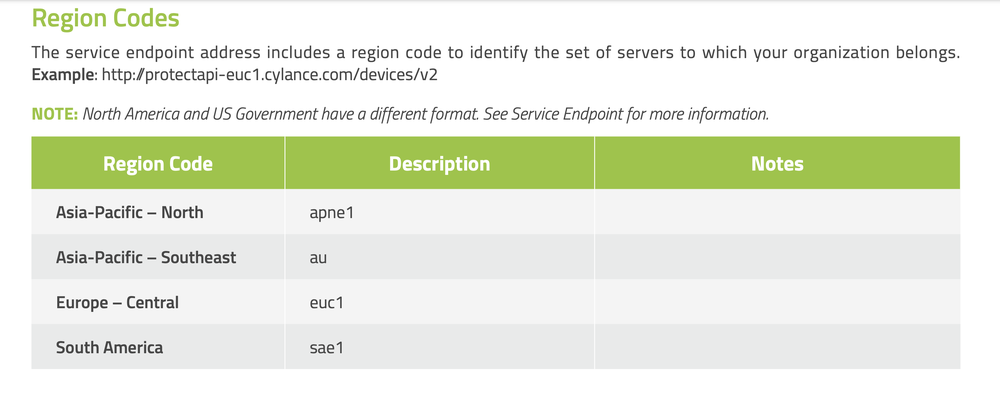 Region Codes
The service endpoint address includes a region code to identify the set of servers to which your organization belongs.
Example: http://protectapi-euc1.cylance.com/devices/v2
NOTE: North America and US Government have a different format. See Service Endpoint for more information.
Region Code Description Notes
Asia-Pacific – North apne1
Asia-Pacific – Southeast au
Europe – Central euc1
South America sae1